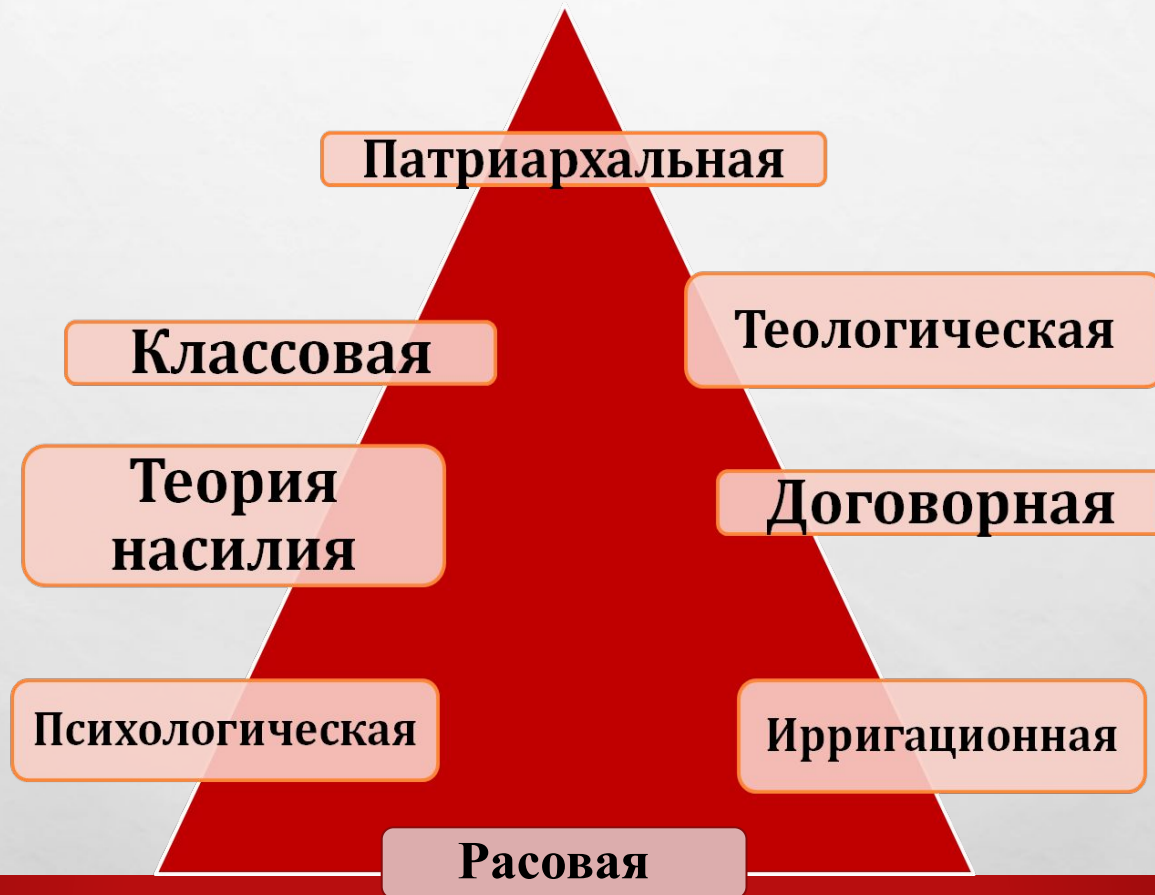 Патриархальная
Теологическая
Классовая
Теория
насилия
Договорная
Психологическая
Ирригационная
Расовая